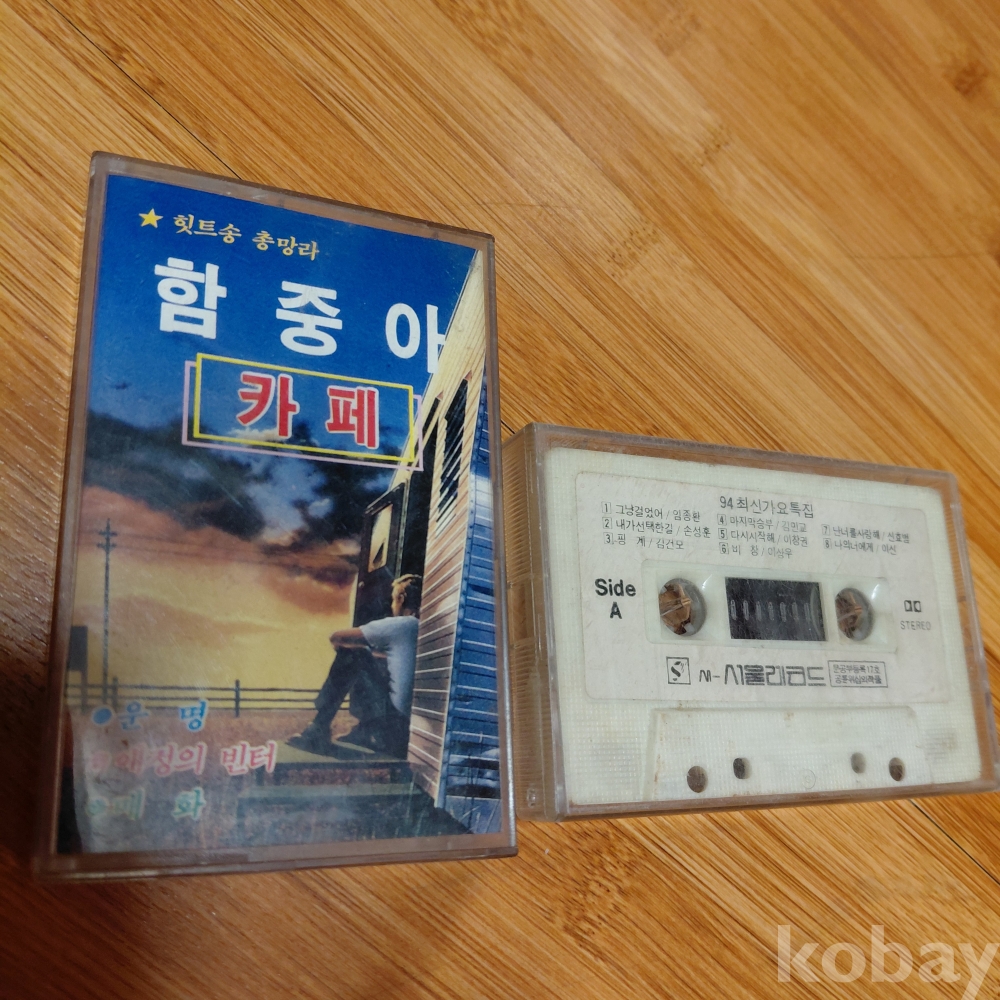 ★ 힛트송 총망라
함 중 아
카페
운 명
애정의 빈터
매 화
94 최신가요특집
1 그냥걸었어 / 임종환
2 내가선택한길 / 손성훈
3 핑 계 / 김건모
4 마지막승부 / 김민교
5 다시시작해 / 이창권
6 비 침 / 이상우
7 난너를사랑해 / 신효범
8 나의너에게 / 이선
Side
A
STEREO
서울레코드
kobay